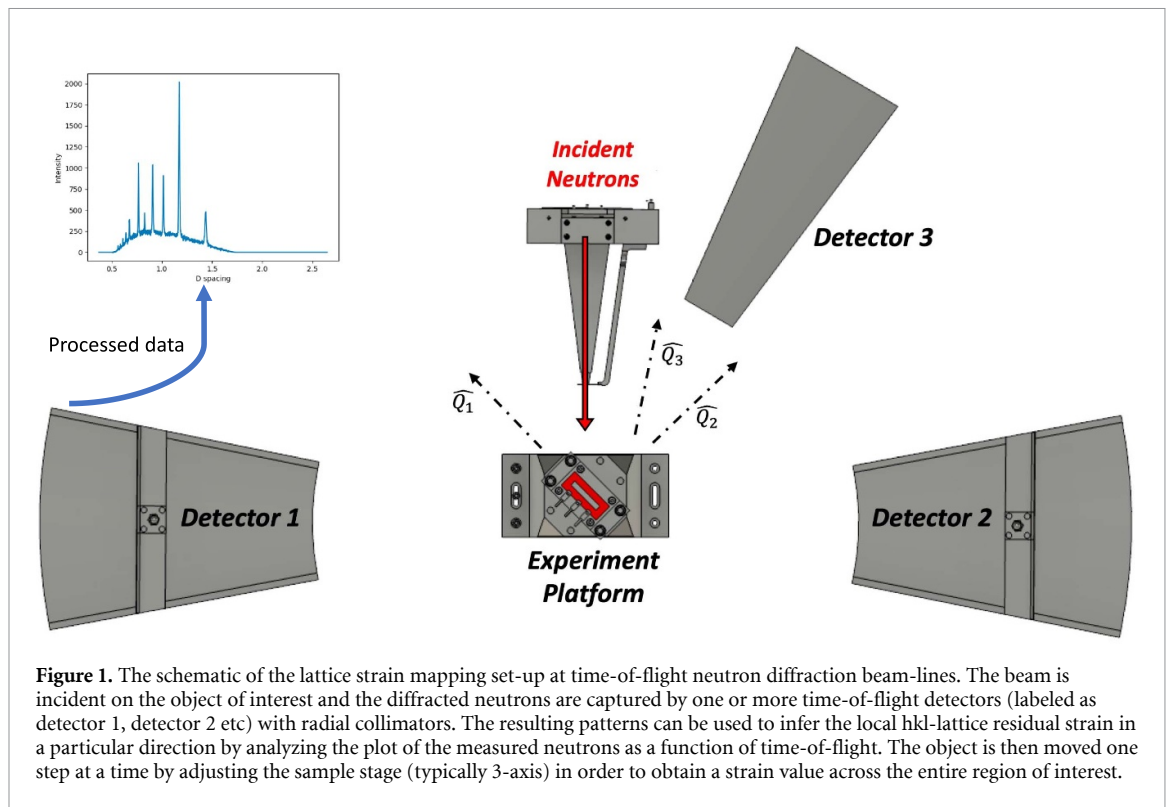 2000
1750
1500
1250
1000
750
500
250
0
Intensity
0.5 1.0 1.5 2.0 2.5
D spacing
Processed data
Incident
Neutrons
Detector 3
Q̂₁
Q̂₃
Q̂₂
Detector 1
Detector 2
Experiment
Platform
Figure 1. The schematic of the lattice strain mapping set-up at time-of-flight neutron diffraction beam-lines. The beam is
incident on the object of interest and the diffracted neutrons are captured by one or more time-of-flight detectors (labeled as
detector 1, detector 2 etc) with radial collimators. The resulting patterns can be used to infer the local hkl-lattice residual strain in
a particular direction by analyzing the plot of the measured neutrons as a function of time-of-flight. The object is then moved one
step at a time by adjusting the sample stage (typically 3-axis) in order to obtain a strain value across the entire region of interest.